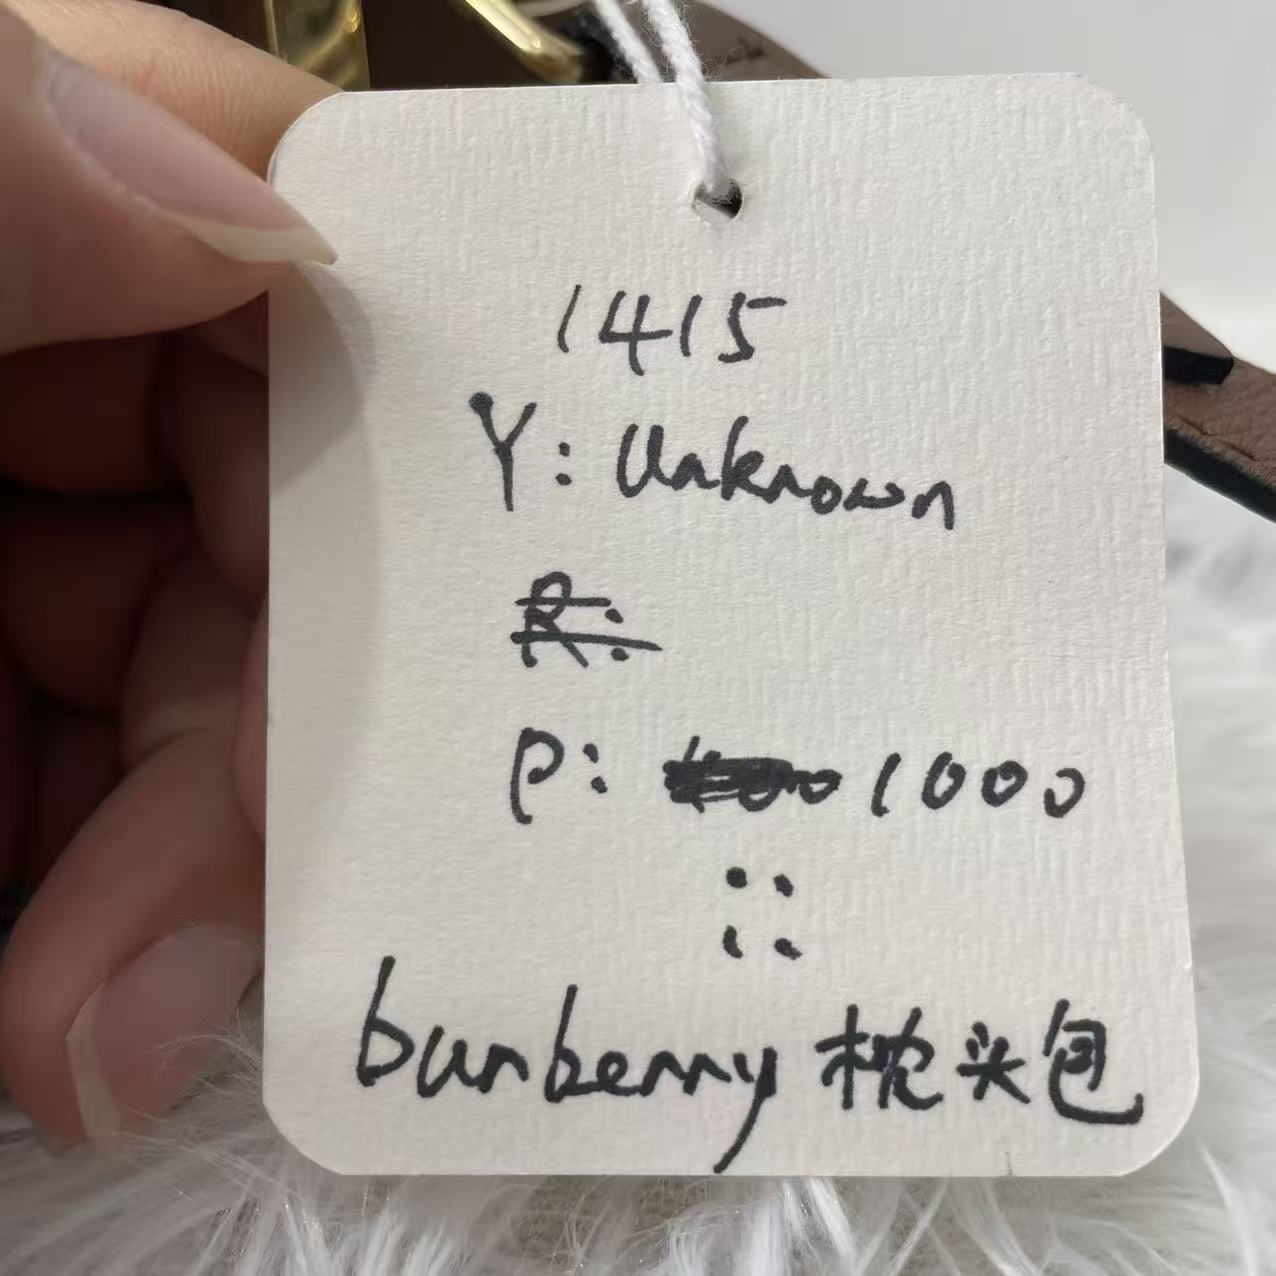 1415
Y: Unknown
R:
P: 1000
::
burberry 枕头包